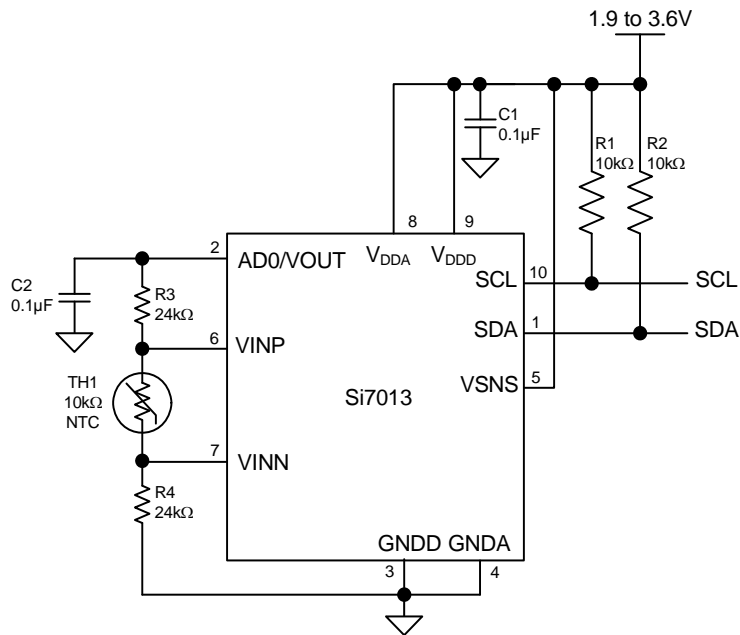 1.9 to 3.6V
C1
0.1µF
R1
10kΩ
R2
10kΩ
8
9
2
AD0/VOUT
VDDA
VDDD
SCL
10
SCL
C2
0.1µF
R3
24kΩ
SDA
1
SDA
6
VINP
VSNS
5
TH1
10kΩ
NTC
Si7013
7
VINN
R4
24kΩ
GNDD
GNDA
3
4